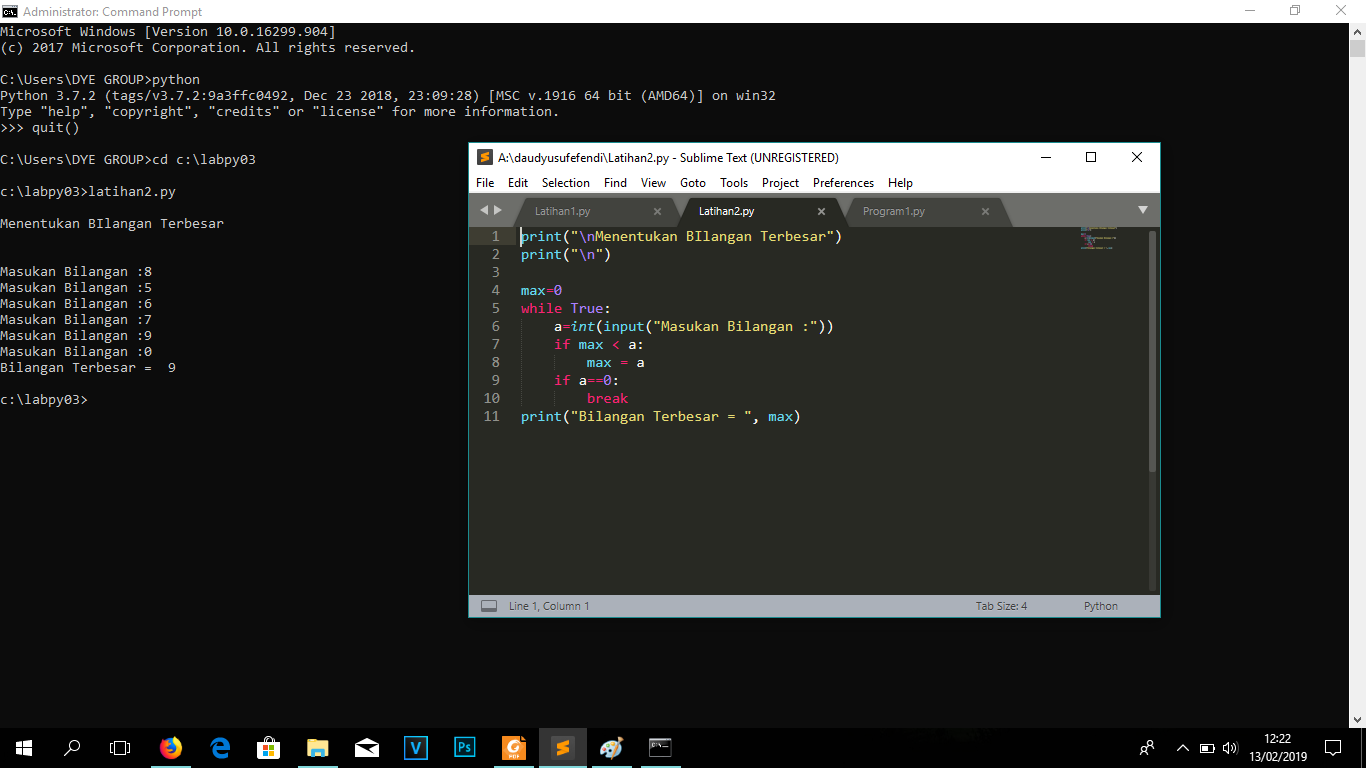 Administrator: Command Prompt
Microsoft Windows [Version 10.0.16299.904]
(c) 2017 Microsoft Corporation. All rights reserved.
C:\Users\DYE GROUP>python
Python 3.7.2 (tags/v3.7.2:9a3ffc0492, Dec 23 2018, 23:09:28) [MSC v.1916 64 bit (AMD64)] on win32
Type "help", "copyright", "credits" or "license" for more information.
>>> quit()
C:\Users\DYE GROUP>cd c:\labpy03
c:\labpy03>latihan2.py
Menentukan BIlangan Terbesar
Masukan Bilangan :8
Masukan Bilangan :5
Masukan Bilangan :6
Masukan Bilangan :7
Masukan Bilangan :9
Masukan Bilangan :0
Bilangan Terbesar =  9
c:\labpy03>
A:\daudyusufefendi\Latihan2.py - Sublime Text (UNREGISTERED)
File Edit Selection Find View Goto Tools Project Preferences Help
Latihan1.py Latihan2.py Program1.py
1 print("\nMenentukan BIlangan Terbesar")
2 print("\n")
3
4 max=0
5 while True:
6     a=int(input("Masukan Bilangan :"))
7     if max < a:
8         max = a
9     if a==0:
10         break
11 print("Bilangan Terbesar = ", max)
Line 1, Column 1 Tab Size: 4 Python
V Ps PDF
12:22
13/02/2019